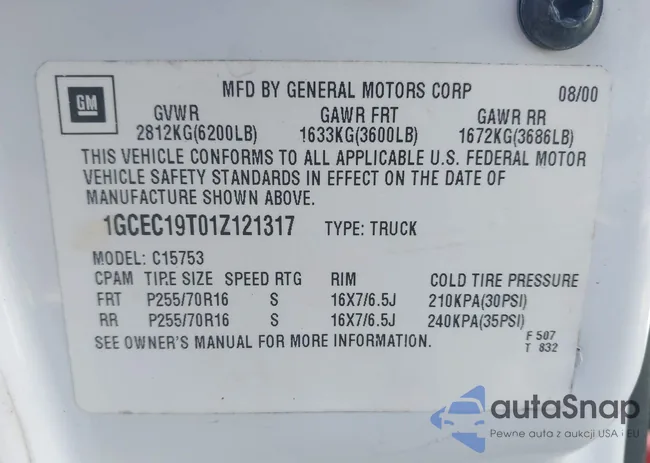 GM
MFD BY GENERAL MOTORS CORP 08/00
GVWR GAWR FRT GAWR RR
2812KG(6200LB) 1633KG(3600LB) 1672KG(3686LB)
THIS VEHICLE CONFORMS TO ALL APPLICABLE U.S. FEDERAL MOTOR
VEHICLE SAFETY STANDARDS IN EFFECT ON THE DATE OF
MANUFACTURE SHOWN ABOVE.
1GCEC19T01Z121317 TYPE: TRUCK
MODEL: C15753
CPAM TIRE SIZE SPEED RTG RIM COLD TIRE PRESSURE
FRT P255/70R16 S 16X7/6.5J 210KPA(30PSI)
RR P255/70R16 S 16X7/6.5J 240KPA(35PSI)
SEE OWNER'S MANUAL FOR MORE INFORMATION. F 507
T 832
autaSnap
Pewne auta z aukcji USA i EU